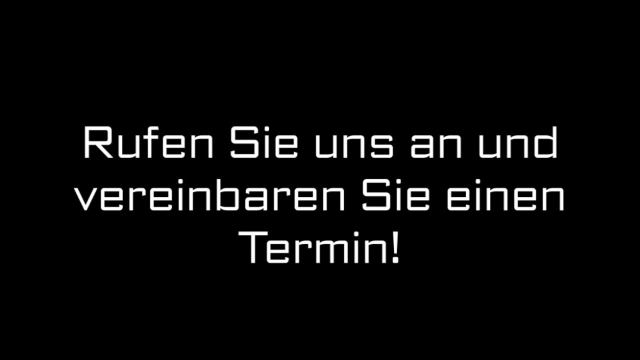 Rufen Sie uns an und
vereinbaren Sie einen
Termin!